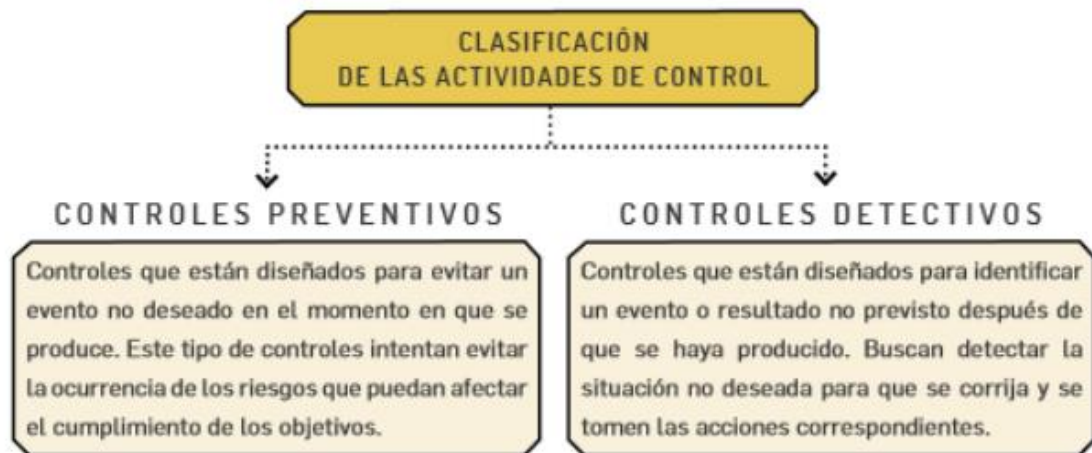 CLASIFICACIÓN
DE LAS ACTIVIDADES DE CONTROL
CONTROLES PREVENTIVOS
Controles que están diseñados para evitar un
evento no deseado en el momento en que se
produce. Este tipo de controles intentan evitar
la ocurrencia de los riesgos que puedan afectar
el cumplimiento de los objetivos.
CONTROLES DETECTIVOS
Controles que están diseñados para identificar
un evento o resultado no previsto después de
que se haya producido. Buscan detectar la
situación no deseada para que se corrija y se
tomen las acciones correspondientes.